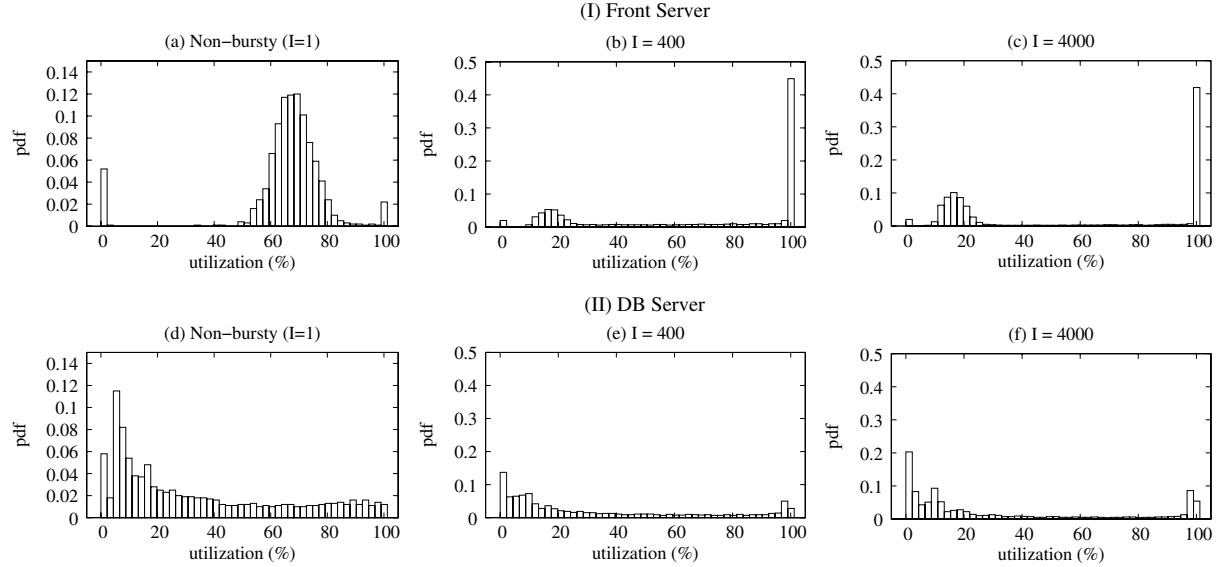 (I) Front Server
(a) Non−bursty (I=1)
(b) I = 400
(c) I = 4000
pdf
0.14
0.12
0.1
0.08
0.06
0.04
0.02
0
0 20 40 60 80 100
utilization (%)
pdf
0.5
0.4
0.3
0.2
0.1
0
0 20 40 60 80 100
utilization (%)
pdf
0.5
0.4
0.3
0.2
0.1
0
0 20 40 60 80 100
utilization (%)
(II) DB Server
(d) Non−bursty (I=1)
(e) I = 400
(f) I = 4000
pdf
0.14
0.12
0.1
0.08
0.06
0.04
0.02
0
0 20 40 60 80 100
utilization (%)
pdf
0.5
0.4
0.3
0.2
0.1
0
0 20 40 60 80 100
utilization (%)
pdf
0.5
0.4
0.3
0.2
0.1
0
0 20 40 60 80 100
utilization (%)